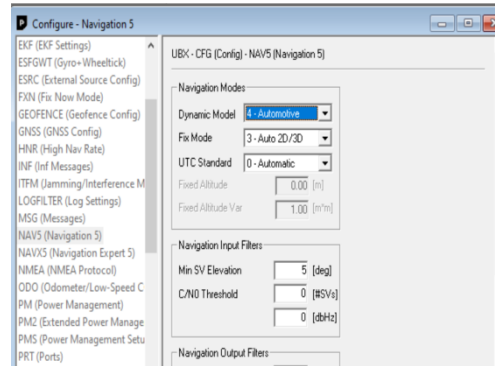 Configure - Navigation 5
EKF (EKF Settings)
ESFGWT (Gyro+Wheeltick)
ESRC (External Source Config)
FXN (Fix Now Mode)
GEOFENCE (Geofence Config)
GNSS (GNSS Config)
HNR (High Nav Rate)
INF (Inf Messages)
ITFM (Jamming/Interference M
LOGFILTER (Log Settings)
MSG (Messages)
NAV5 (Navigation 5)
NAVX5 (Navigation Expert 5)
NMEA (NMEA Protocol)
ODO (Odometer/Low-Speed C
PM (Power Management)
PM2 (Extended Power Manage
PMS (Power Management Setu
PRT (Ports)
UBX - CFG (Config) - NAV5 (Navigation 5)
Navigation Modes
Dynamic Model 4 - Automotive
Fix Mode 3 - Auto 2D/3D
UTC Standard 0 - Automatic
Fixed Altitude 0.00 [m]
Fixed Altitude Var 1.00 [m*m]
Navigation Input Filters
Min SV Elevation 5 [deg]
C/N0 Threshold 0 [#SVs]
0 [dbHz]
Navigation Output Filters